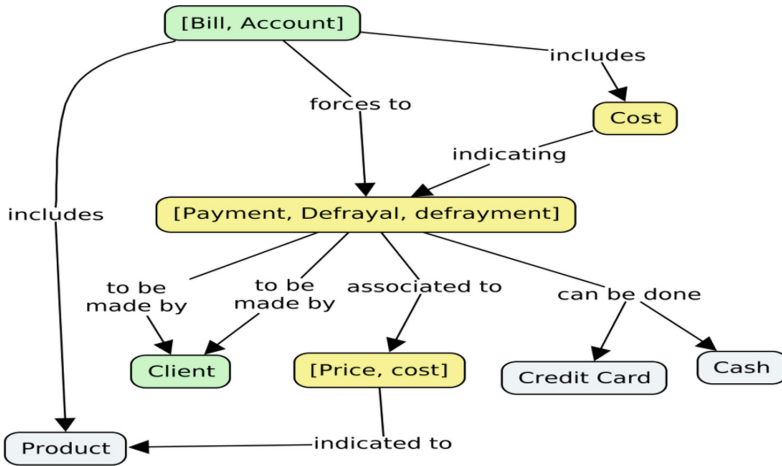 [Bill, Account]
includes
forces to
Cost
indicating
includes
[Payment, Defrayal, defrayment]
to be
made by
to be
made by
associated to
can be done
Client
[Price, cost]
Credit Card
Cash
Product
indicated to